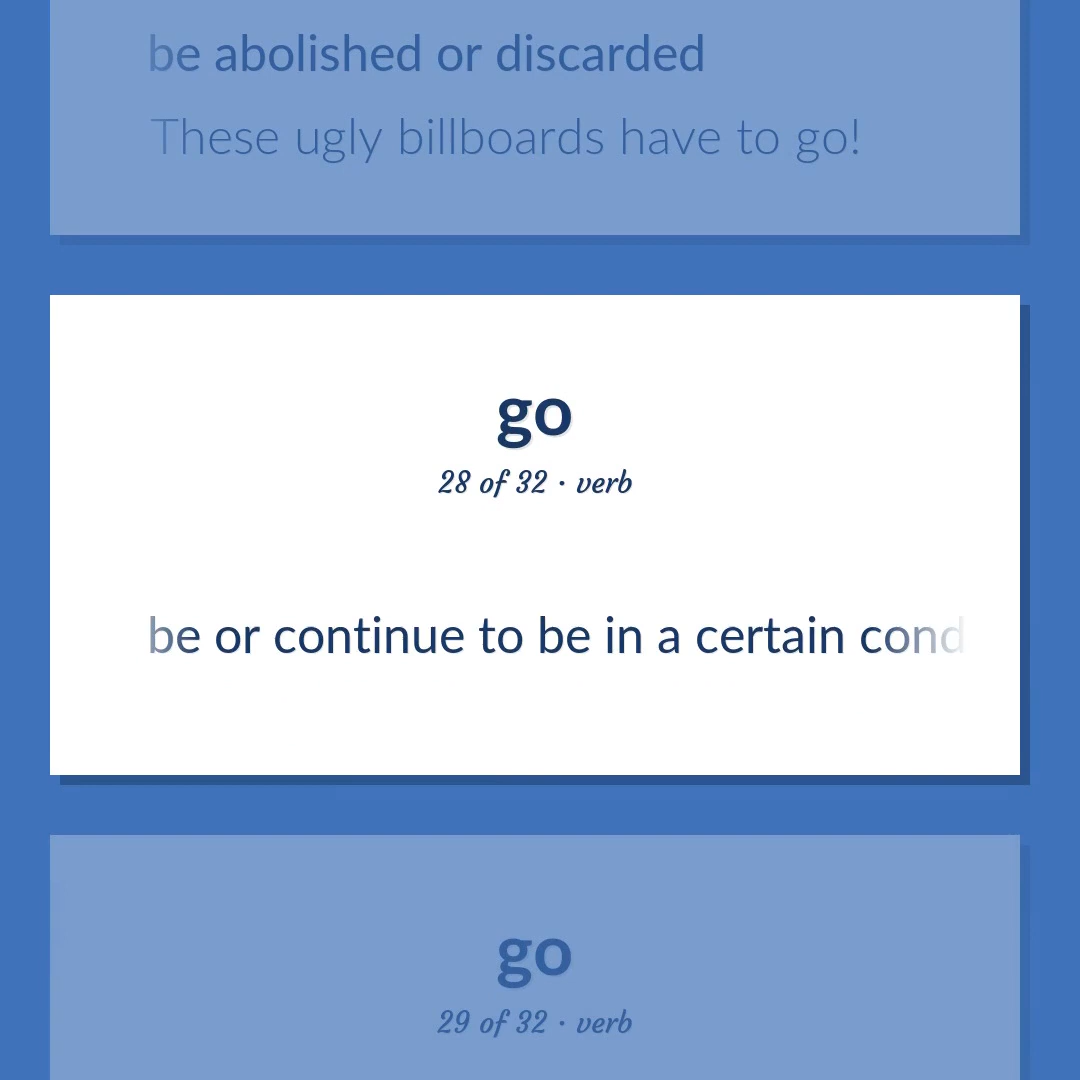 be abolished or discarded
These ugly billboards have to go!
go
28 of 32 · verb
be or continue to be in a certain cond
go
29 of 32 · verb